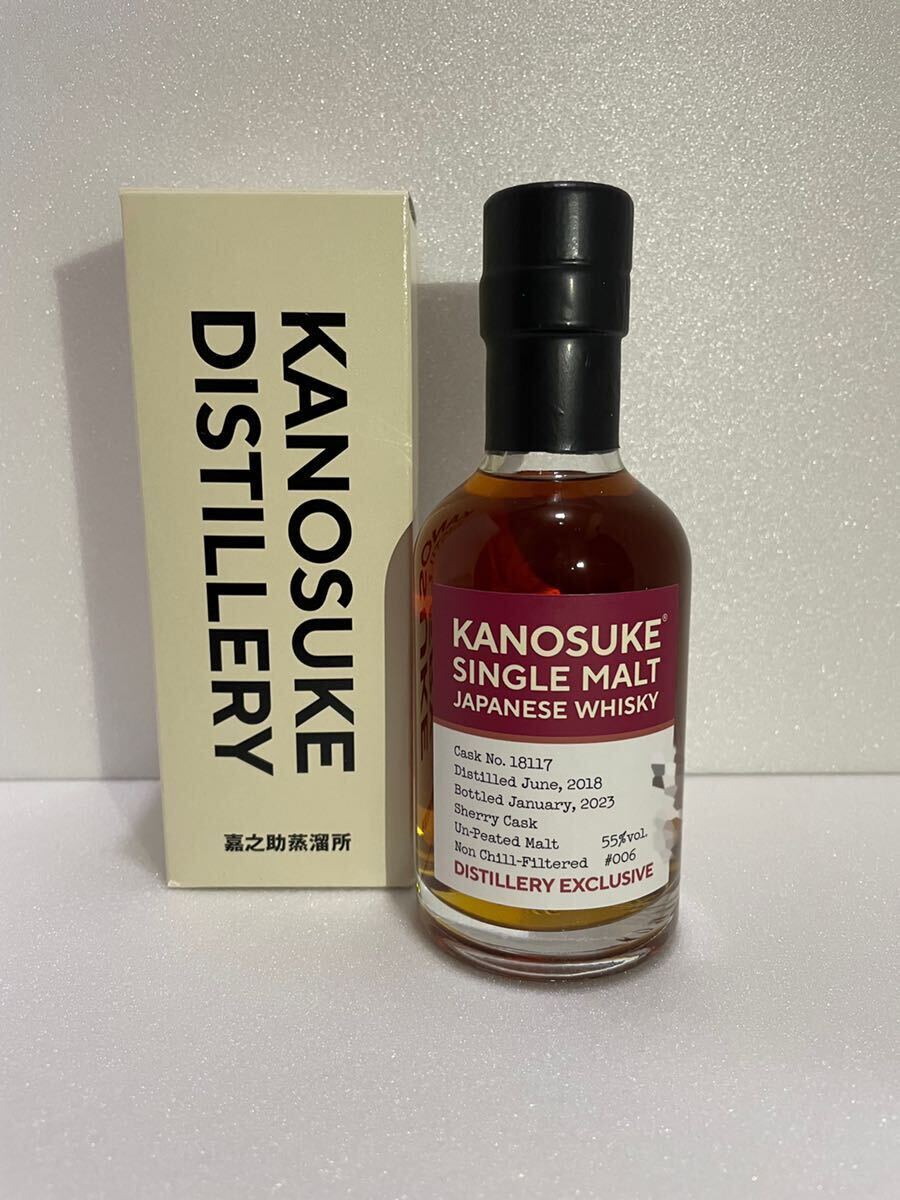 KANOSUKE
DISTILLERY
嘉之助蒸溜所
KANOSUKE®
SINGLE MALT
JAPANESE WHISKY
Cask No. 18117
Distilled June, 2018
Bottled January, 2023
Sherry Cask
Un-Peated Malt 55%vol.
Non Chill-Filtered #006
DISTILLERY EXCLUSIVE